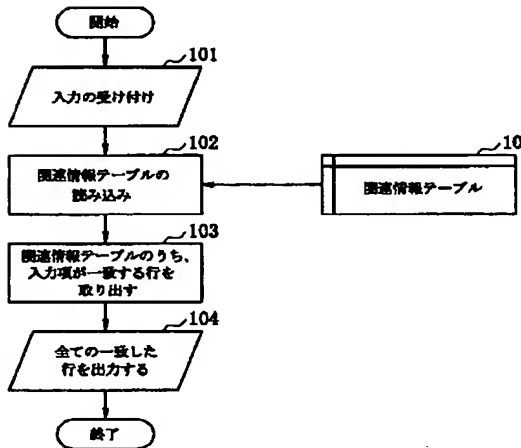 開始
101
入力の受け付け
102
関連情報テーブルの
読み込み
10
関連情報テーブル
103
関連情報テーブルのうち、
入力項が一致する行を
取り出す
104
全ての一致した
行を出力する
終了